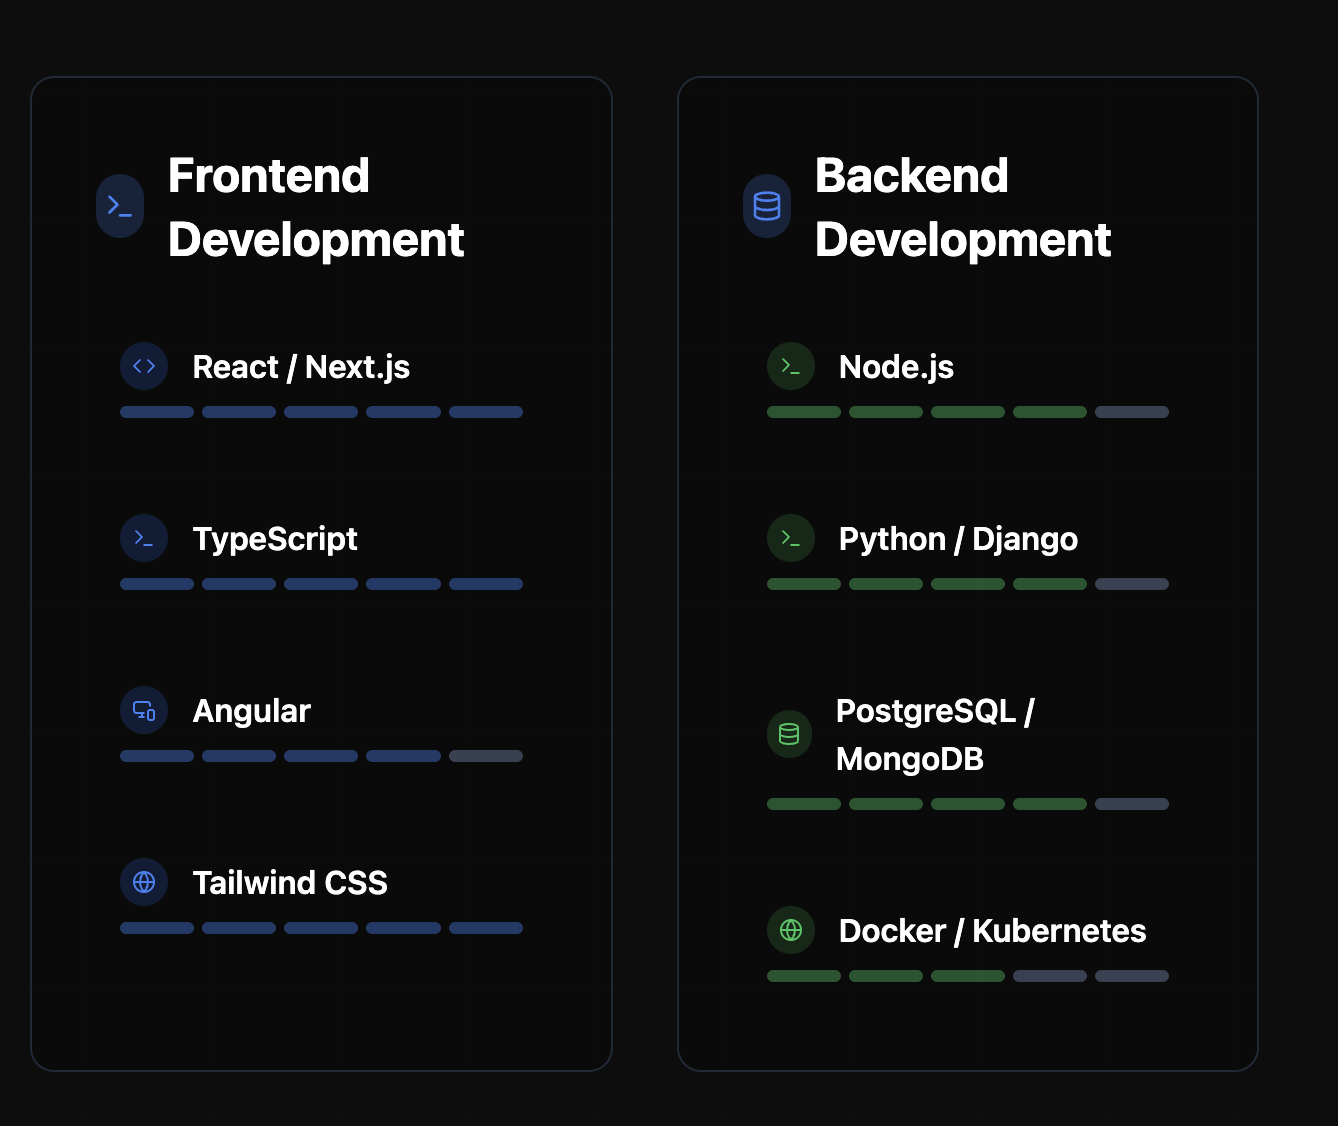 Frontend
Development
React / Next.js
TypeScript
Angular
Tailwind CSS
Backend
Development
Node.js
Python / Django
PostgreSQL /
MongoDB
Docker / Kubernetes